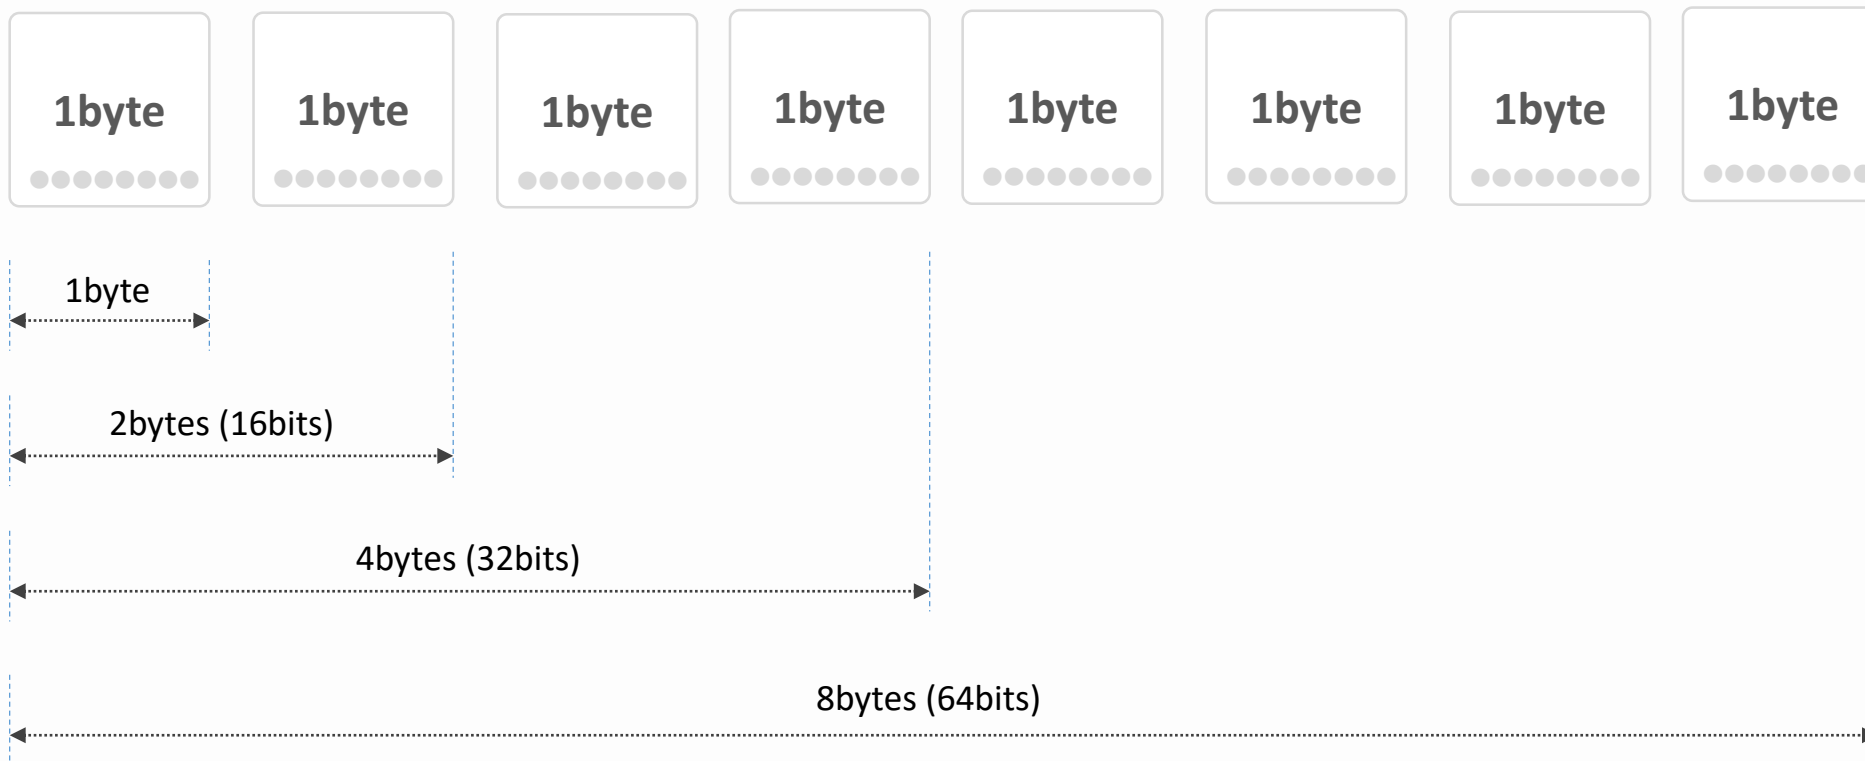 1byte
1byte
1byte
1byte
1byte
1byte
1byte
1byte
1byte
2bytes (16bits)
4bytes (32bits)
8bytes (64bits)